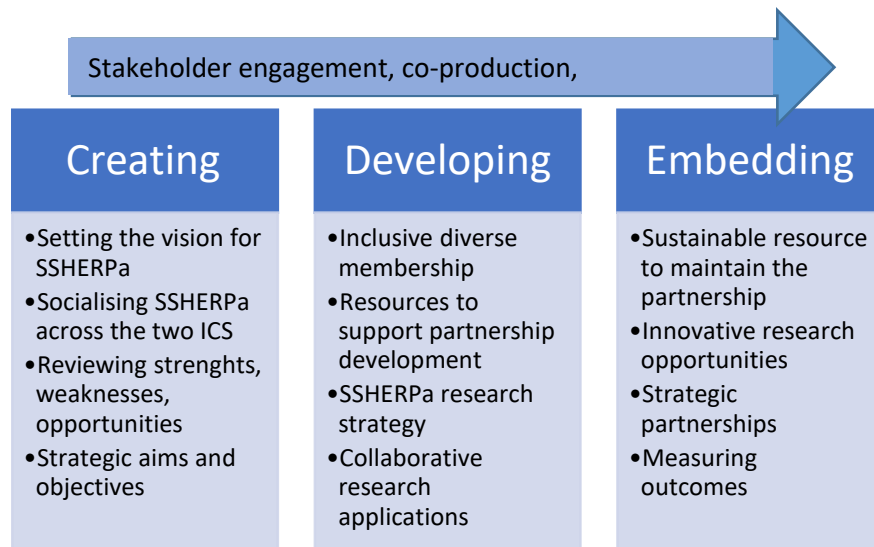 Stakeholder engagement, co-production,
Creating
•Setting the vision for
SSHERPa
•Socialising SSHERPa
across the two ICS
•Reviewing strenghts,
weaknesses,
opportunities
•Strategic aims and
objectives
Developing
•Inclusive diverse
membership
•Resources to
support partnership
development
•SSHERPa research
strategy
•Collaborative
research
applications
Embedding
•Sustainable resource
to maintain the
partnership
•Innovative research
opportunities
•Strategic
partnerships
•Measuring
outcomes